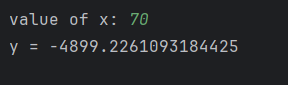 value of x: 70
y = -4899.2261093184425